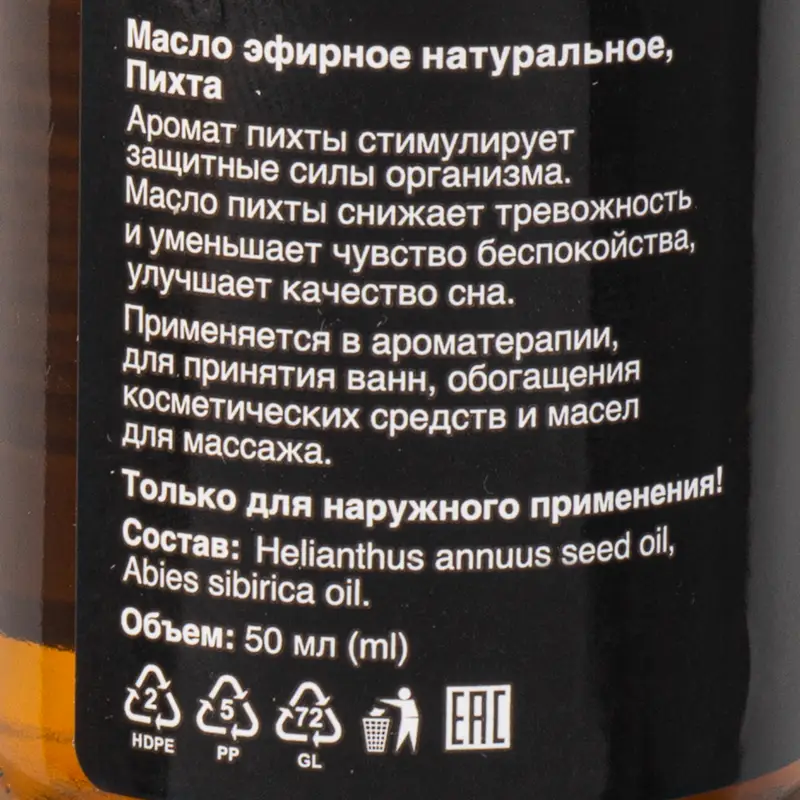 Масло эфирное натуральное,
Пихта
Аромат пихты стимулирует
защитные силы организма.
Масло пихты снижает тревожность
и уменьшает чувство беспокойства,
улучшает качество сна.
Применяется в ароматерапии,
для принятия ванн, обогащения
косметических средств и масел
для массажа.
Только для наружного применения!
Состав: Helianthus annuus seed oil,
Abies sibirica oil.
Объем: 50 мл (ml)
2 5 72 EAC
HDPE PP GL